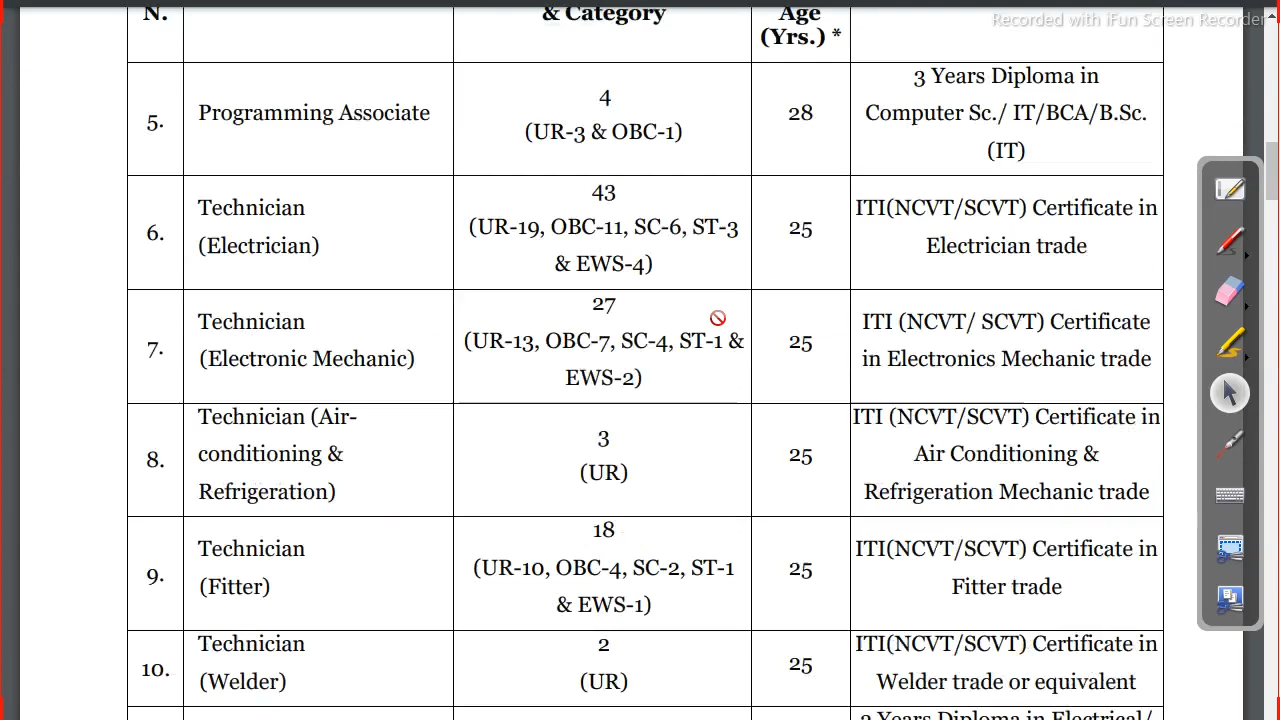 Recorded with iFun Screen Recorder
N.
& Category
Age
(Yrs.) *
5.
Programming Associate
4
(UR-3 & OBC-1)
28
3 Years Diploma in
Computer Sc./ IT/BCA/B.Sc.
(IT)
6.
Technician
(Electrician)
43
(UR-19, OBC-11, SC-6, ST-3
& EWS-4)
25
ITI(NCVT/SCVT) Certificate in
Electrician trade
7.
Technician
(Electronic Mechanic)
27
(UR-13, OBC-7, SC-4, ST-1 &
EWS-2)
25
ITI (NCVT/ SCVT) Certificate
in Electronics Mechanic trade
8.
Technician (Air-
conditioning &
Refrigeration)
3
(UR)
25
ITI (NCVT/SCVT) Certificate in
Air Conditioning &
Refrigeration Mechanic trade
9.
Technician
(Fitter)
18
(UR-10, OBC-4, SC-2, ST-1
& EWS-1)
25
ITI(NCVT/SCVT) Certificate in
Fitter trade
10.
Technician
(Welder)
2
(UR)
25
ITI(NCVT/SCVT) Certificate in
Welder trade or equivalent
Years Diploma in Electrical/